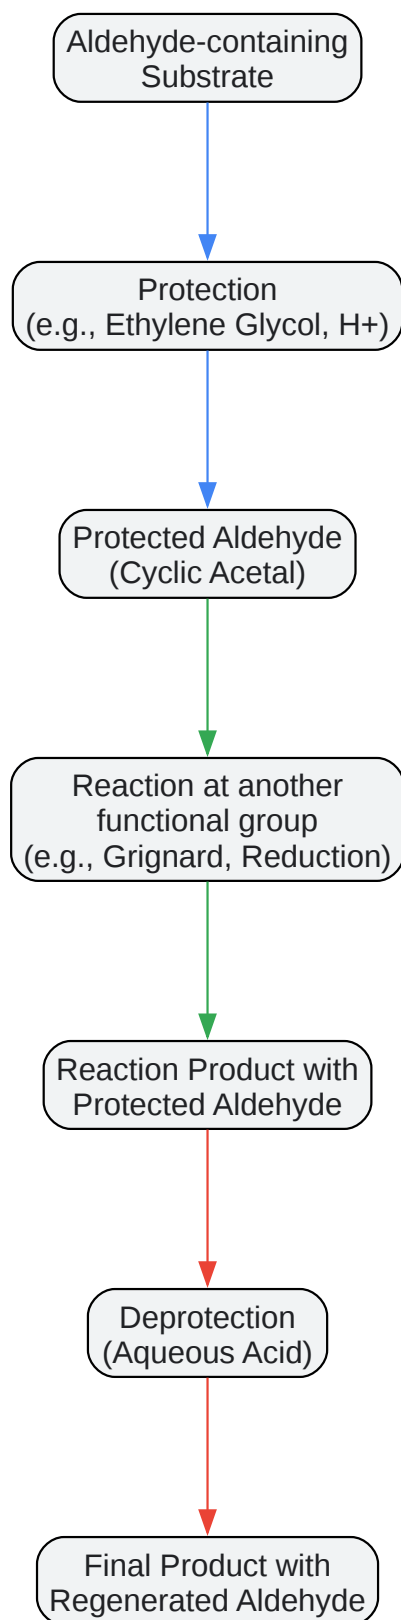 Aldehyde-containing
Substrate
Protection
(e.g., Ethylene Glycol, H+)
Protected Aldehyde
(Cyclic Acetal)
Reaction at another
functional group
(e.g., Grignard, Reduction)
Reaction Product with
Protected Aldehyde
Deprotection
(Aqueous Acid)
Final Product with
Regenerated Aldehyde